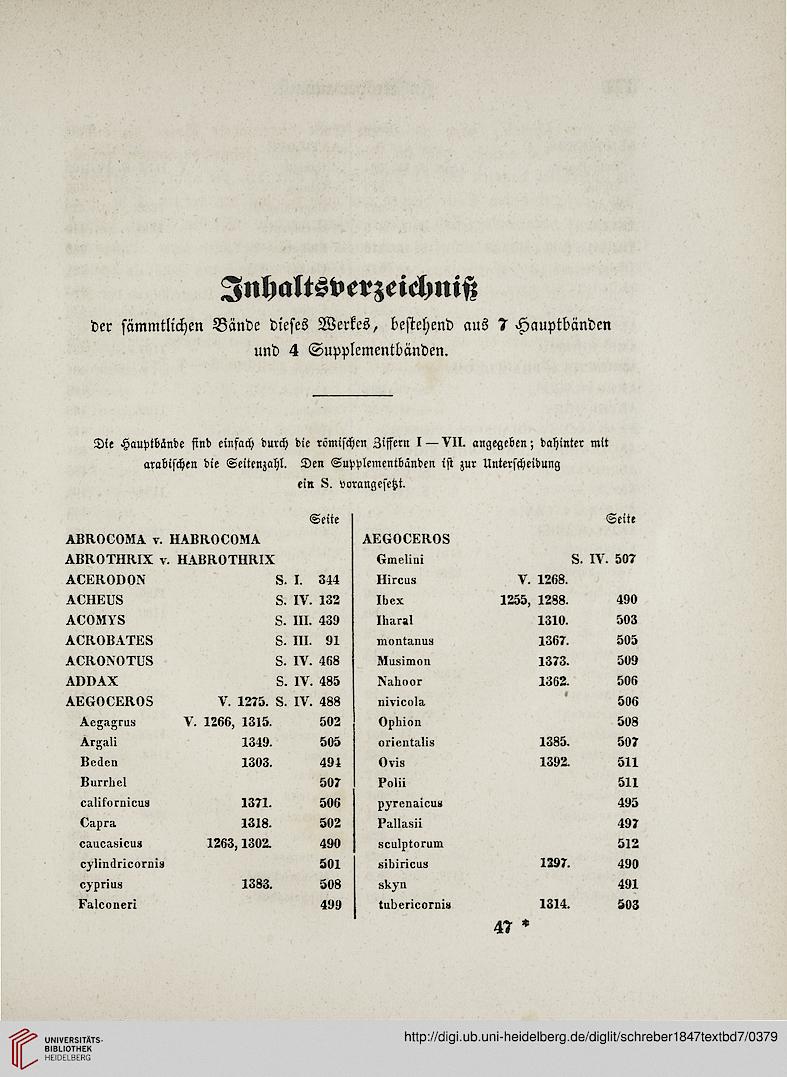 Inhaltsverzeichniß
der sämmtlichen Bände dieses Werkes, bestehend aus 7 Hauptbänden
und 4 Supplementbänden.
Die Hauptbände sind einfach durch die römischen Ziffern I — VII. angegeben; dahinter mit
arabischen die Seitenzahl. Den Supplementbänden ist zur Unterscheidung
ein S. vorangesetzt.
Seite
ABROCOMA v. HABROCOMA
ABROTHRIX v. HABROTHRIX
ACERODON S. I. 344
ACHEUS S. IV. 132
ACOMYS S. III. 439
ACROBATES S. III. 91
ACRONOTUS S. IV. 468
ADDAX S. IV. 485
AEGOCEROS V. 1275. S. IV. 488
Aegagrus V. 1266, 1315. 502
Argali 1349. 505
Beden 1303. 494
Burrhel 507
californicus 1371. 506
Capra 1318. 502
caucasicus 1263, 1302. 490
cylindricornis 501
cyprius 1383. 508
Falconeri 499
Seite
AEGOCEROS
Gmelini S. IV. 507
Hircus V. 1268.
Ibex 1255, 1288. 490
Iharal 1310. 503
montanus 1367. 505
Musimon 1373. 509
Nahoor 1362. 506
nivicola 506
Ophion 508
orientalis 1385. 507
Ovis 1392. 511
Polii 511
pyrenaicus 495
Pallasii 497
sculptorum 512
sibiricus 1297. 490
skyn 491
tubericornis 1314. 503
47 *
UNIVERSITÄTS-
BIBLIOTHEK
HEIDELBERG
http://digi.ub.uni-heidelberg.de/diglit/schreber1847textbd7/0379